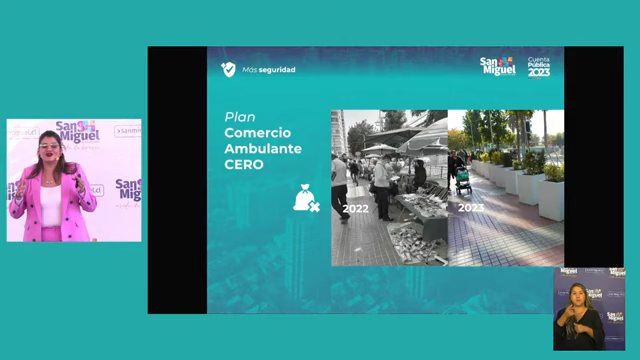 Más seguridad
San
Miguel
Cuenta
Pública
2023
Plan
Comercio
Ambulante
CERO
2022
2023
San
Miguel